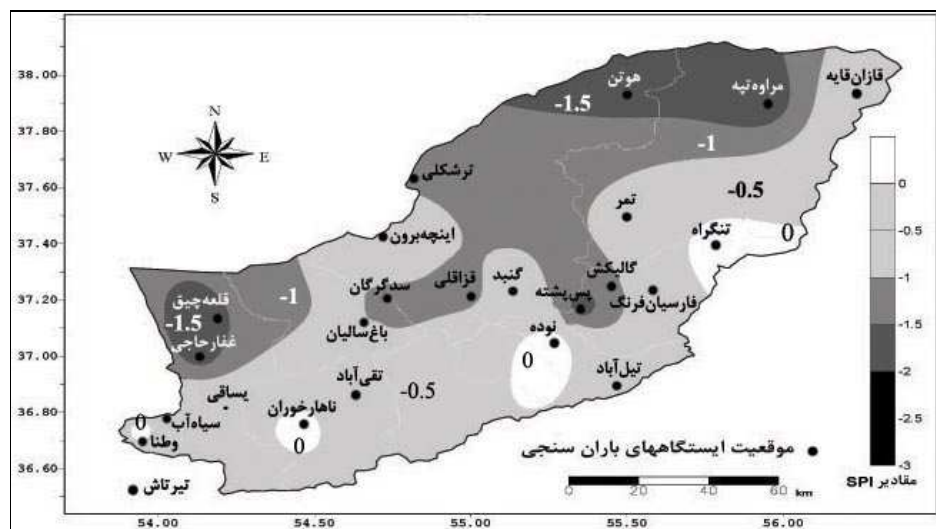 38.00
37.80
37.60
37.40
37.20
37.00
36.80
36.60
54.00
54.50
55.00
55.50
56.00
N
W
E
S
هوتن
مراوه‌تپه
قازان‌قایه
-1.5
-1
ترشکلی
-0.5
تمر
اینچه‌برون
تنگراه
0
گالیکش
گنبد
قزاقلی
سدگرگان
پس‌پشته
فارسیان‌فرنگ
قلعه‌چیق
-1
-1.5
غفارحاجی
باغ‌سالیان
نوده
0
تیل‌آباد
تقی‌آباد
-0.5
یساقی
ناهارخوران
0
سیاه‌آب
0
وطنا
تیرتاش
موقعیت ایستگاههای باران سنجی
0 20 40 60 km
0
-0.5
-1
-1.5
-2
-2.5
-3
مقادیر SPI